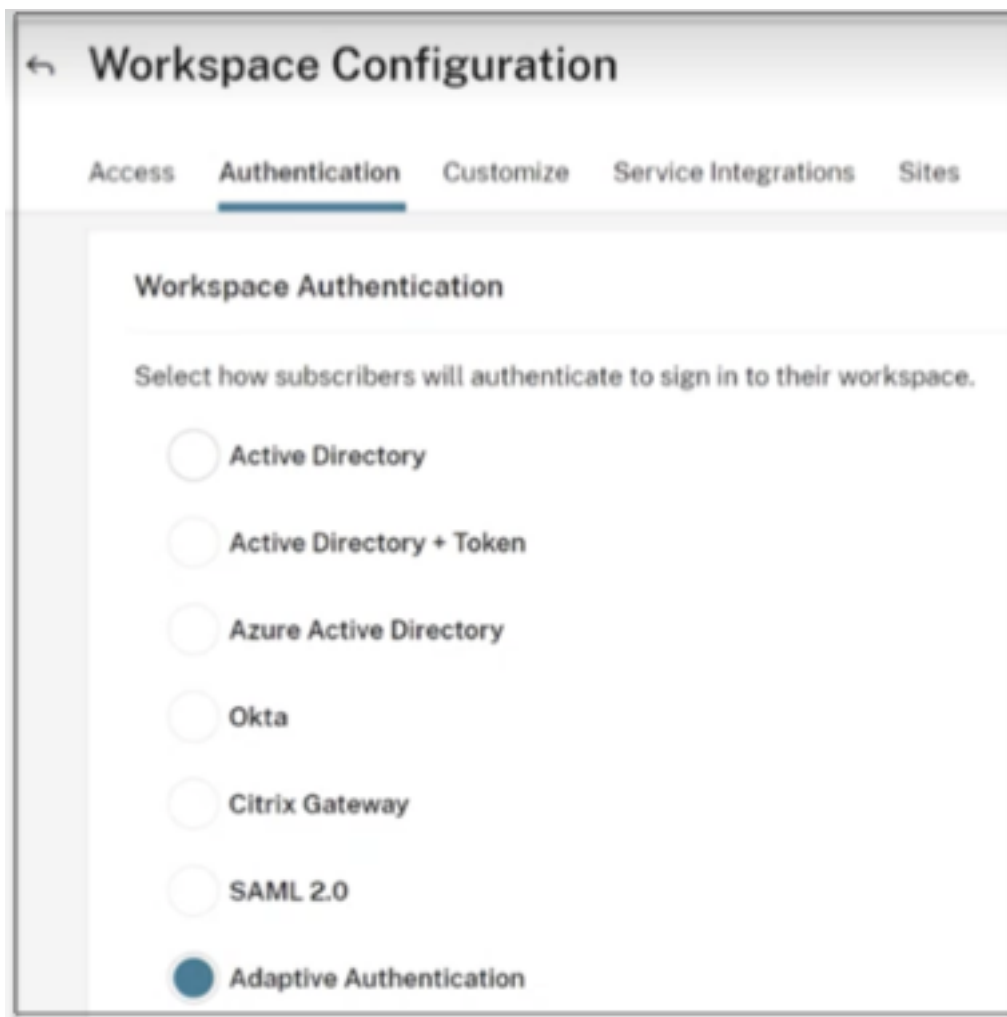 Workspace Configuration
Access Authentication Customize Service Integrations Sites
Workspace Authentication
Select how subscribers will authenticate to sign in to their workspace.
Active Directory
Active Directory + Token
Azure Active Directory
Okta
Citrix Gateway
SAML 2.0
Adaptive Authentication